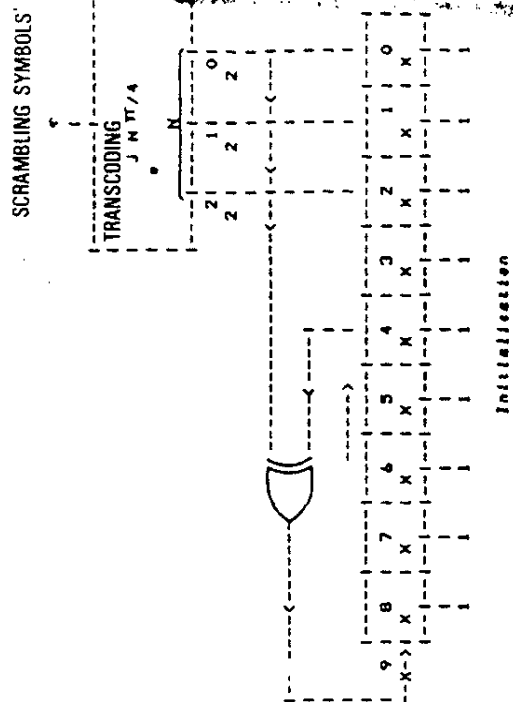 SCRAMBLING SYMBOLS'
TRANSCODING
J N π/4
e
N
2 1 0
2 2 2
9 8 7 6 5 4 3 2 1 0
X X X X X X X X X X
1 1 1 1 1 1 1 1 1
Initialisation